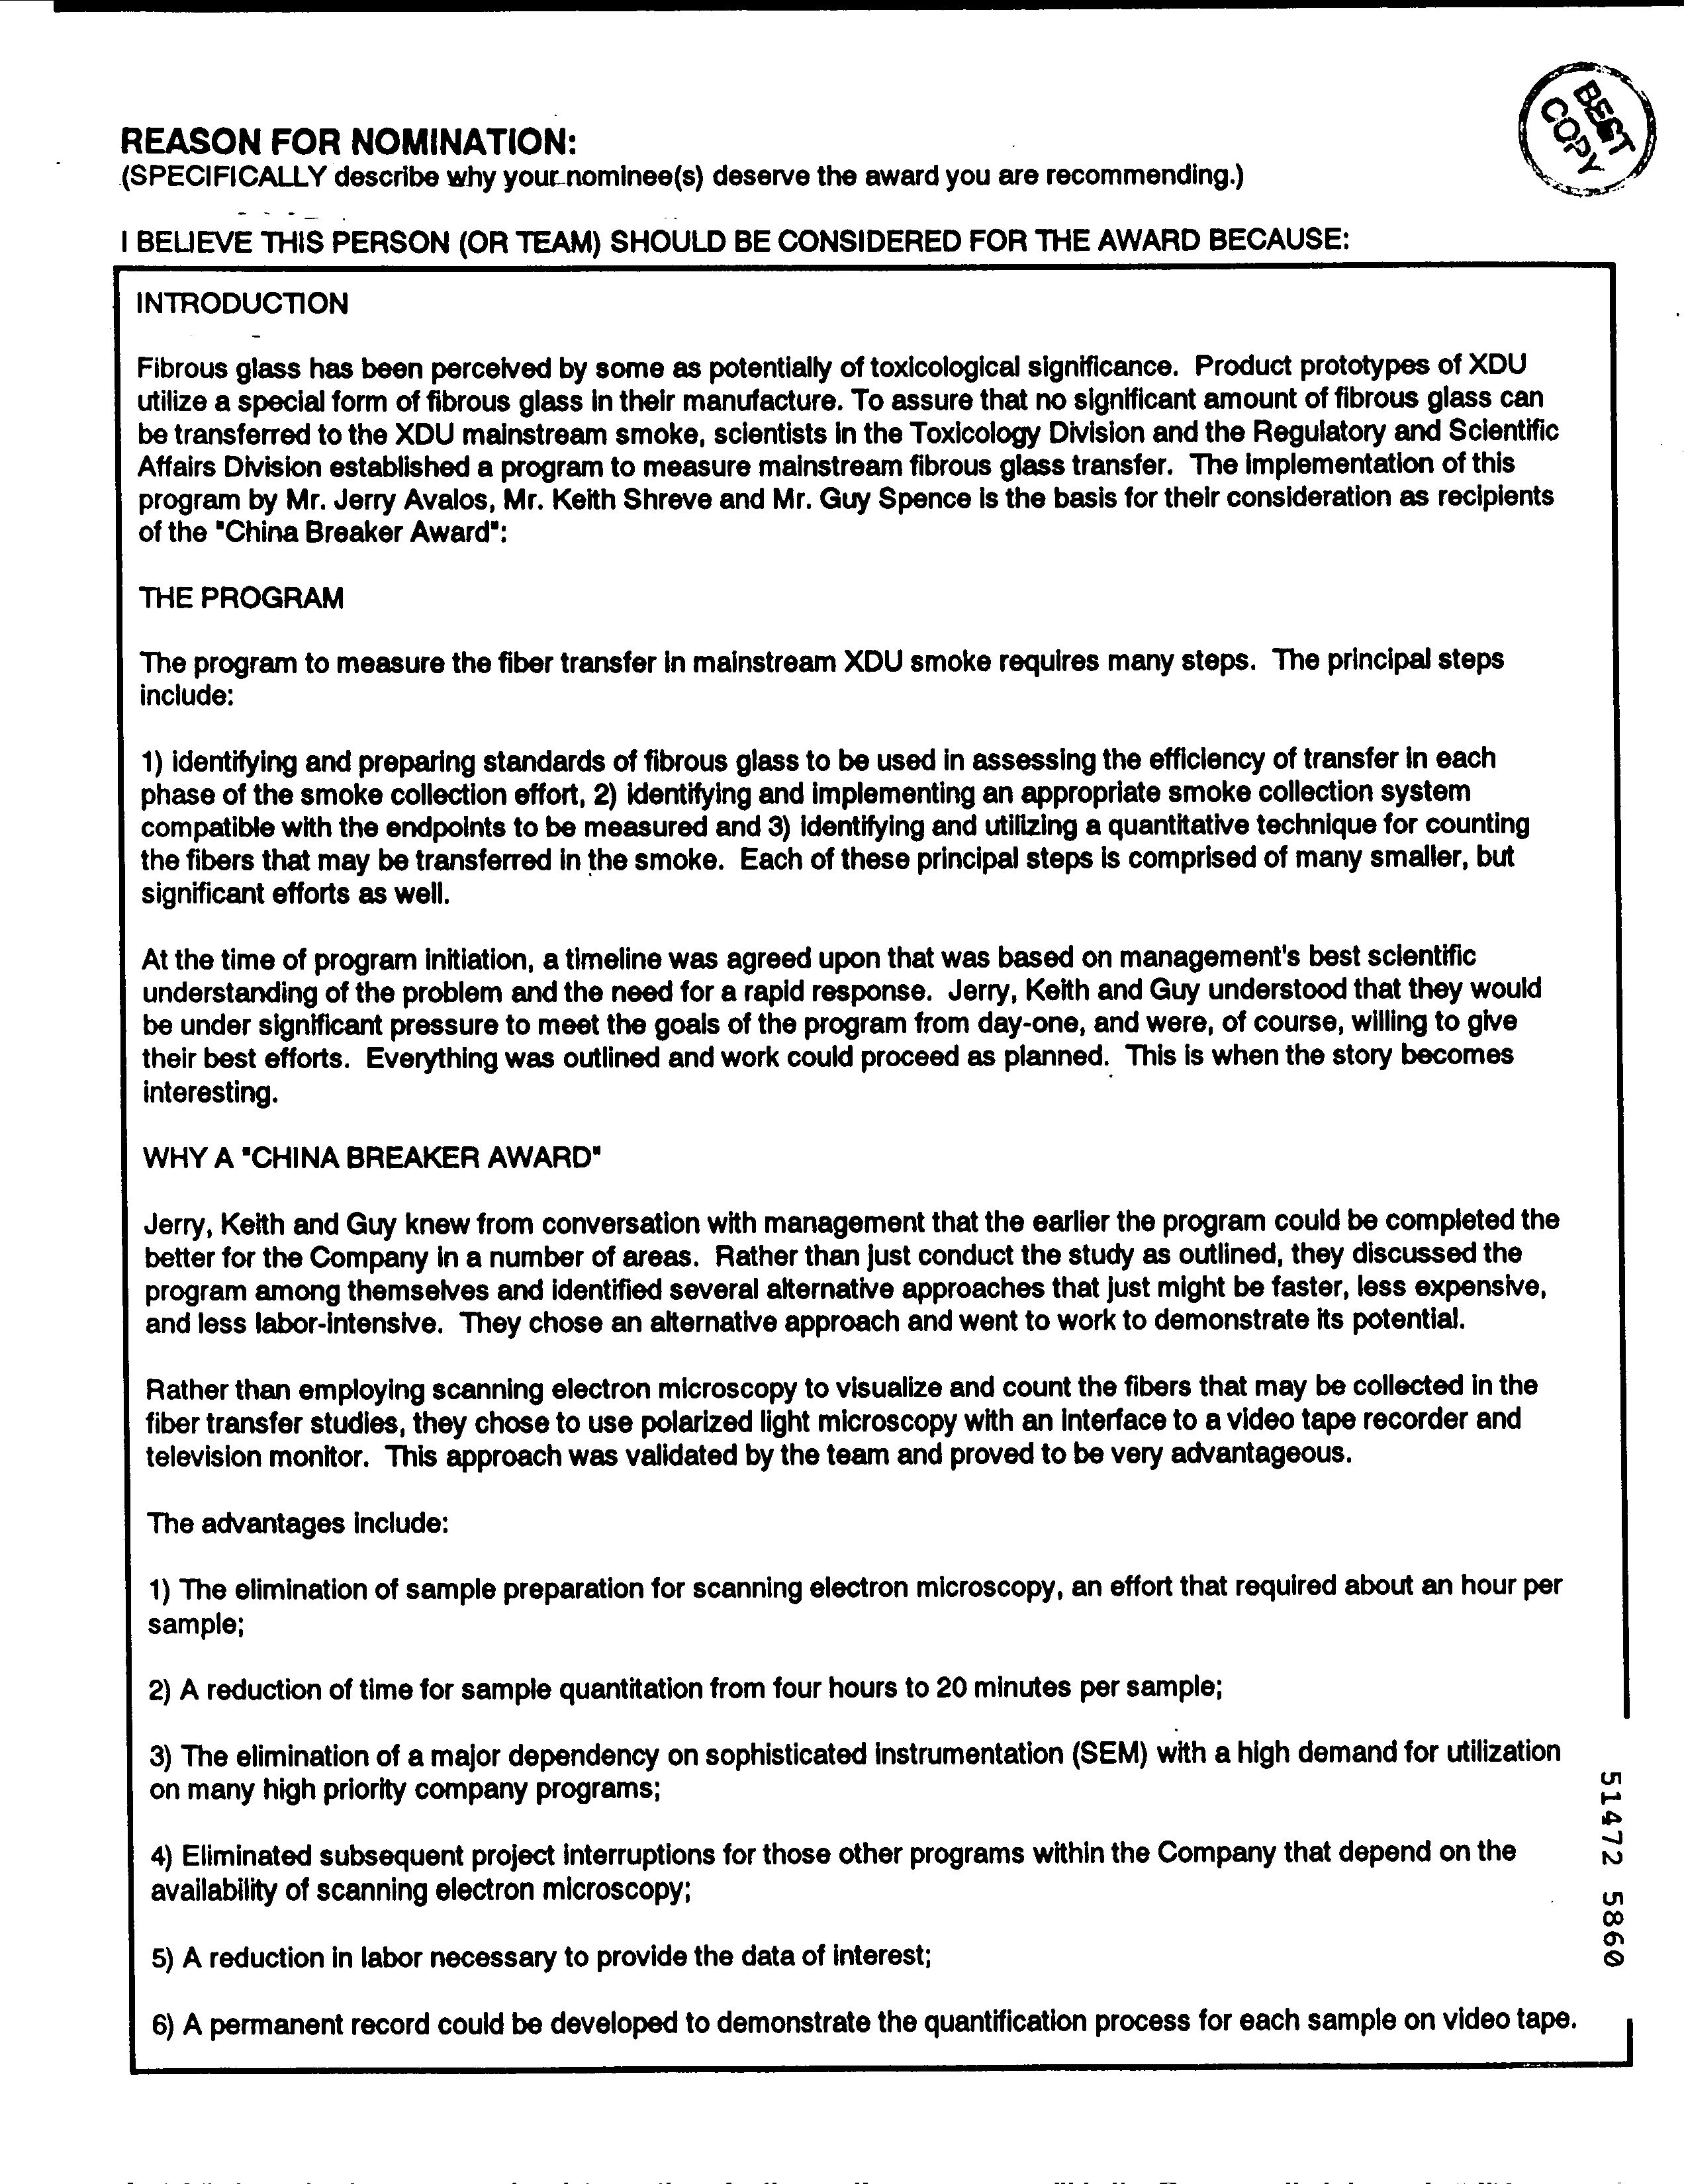 BEST
COPY
REASON FOR NOMINATION:
(SPECIFICALLY describe why your nominee(s) deserve the award you are recommending.)
I BELIEVE THIS PERSON (OR TEAM) SHOULD BE CONSIDERED FOR THE AWARD BECAUSE:
INTRODUCTION
Fibrous glass has been perceived by some as potentially of toxicological significance. Product prototypes of XDU
utilize a special form of fibrous glass in their manufacture. To assure that no significant amount of fibrous glass can
be transferred to the XDU mainstream smoke, scientists in the Toxicology Division and the Regulatory and Scientific
Affairs Division established a program to measure mainstream fibrous glass transfer. The implementation of this
program by Mr. Jerry Avalos, Mr. Keith Shreve and Mr. Guy Spence is the basis for their consideration as recipients
of the "China Breaker Award":
THE PROGRAM
The program to measure the fiber transfer in mainstream XDU smoke requires many steps. The principal steps
include:
1) identifying and preparing standards of fibrous glass to be used in assessing the efficiency of transfer in each
phase of the smoke collection effort, 2) identifying and implementing an appropriate smoke collection system
compatible with the endpoints to be measured and 3) identifying and utilizing a quantitative technique for counting
the fibers that may be transferred in the smoke. Each of these principal steps is comprised of many smaller, but
significant efforts as well.
At the time of program initiation, a timeline was agreed upon that was based on management's best scientific
understanding of the problem and the need for a rapid response. Jerry, Keith and Guy understood that they would
be under significant pressure to meet the goals of the program from day-one, and were, of course, willing to give
their best efforts. Everything was outlined and work could proceed as planned. This is when the story becomes
interesting.
WHY A "CHINA BREAKER AWARD"
Jerry, Keith and Guy knew from conversation with management that the earlier the program could be completed the
better for the Company in a number of areas. Rather than just conduct the study as outlined, they discussed the
program among themselves and identified several alternative approaches that just might be faster, less expensive,
and less labor-intensive. They chose an alternative approach and went to work to demonstrate its potential.
Rather than employing scanning electron microscopy to visualize and count the fibers that may be collected in the
fiber transfer studies, they chose to use polarized light microscopy with an interface to a video tape recorder and
television monitor. This approach was validated by the team and proved to be very advantageous.
The advantages include:
1) The elimination of sample preparation for scanning electron microscopy, an effort that required about an hour per
sample;
2) A reduction of time for sample quantitation from four hours to 20 minutes per sample;
3) The elimination of a major dependency on sophisticated instrumentation (SEM) with a high demand for utilization
on many high priority company programs;
4) Eliminated subsequent project interruptions for those other programs within the Company that depend on the
availability of scanning electron microscopy;
5) A reduction in labor necessary to provide the data of interest;
6) A permanent record could be developed to demonstrate the quantification process for each sample on video tape.
51472 5860